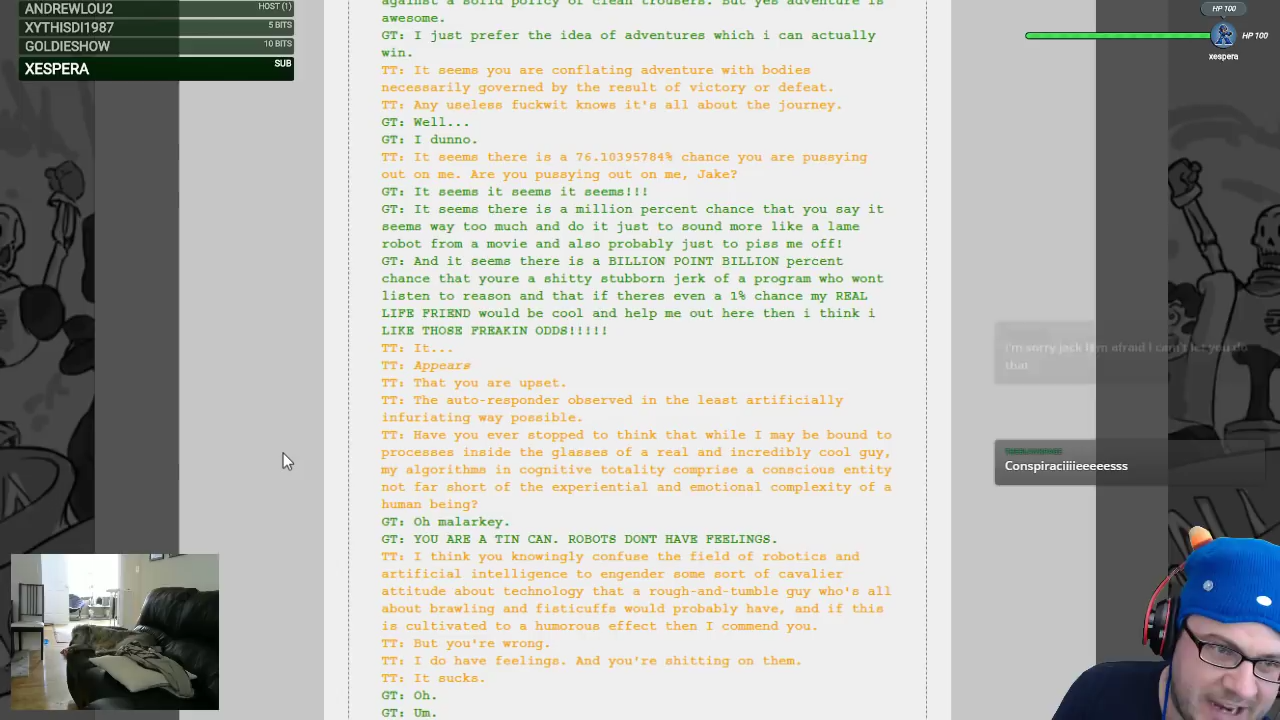 ANDREWLOU2
HOST (1)
XYTHISDI1987
5 BITS
GOLDIESHOW
10 BITS
XESPERA
SUB
against a solid policy of clean trousers. But yes adventure is
awesome.
GT: I just prefer the idea of adventures which i can actually
win.
TT: It seems you are conflating adventure with bodies
necessarily governed by the result of victory or defeat.
TT: Any useless fuckwit knows it's all about the journey.
GT: Well...
GT: I dunno.
TT: It seems there is a 76.10395784% chance you are pussying
out on me. Are you pussying out on me, Jake?
GT: It seems it seems it seems!!!
GT: It seems there is a million percent chance that you say it
seems way too much and do it just to sound more like a lame
robot from a movie and also probably just to piss me off!
GT: And it seems there is a BILLION POINT BILLION percent
chance that youre a shitty stubborn jerk of a program who wont
listen to reason and that if theres even a 1% chance my REAL
LIFE FRIEND would be cool and help me out here then i think i
LIKE THOSE FREAKIN ODDS!!!!!
TT: It...
TT: Appears
TT: That you are upset.
TT: The auto-responder observed in the least artificially
infuriating way possible.
TT: Have you ever stopped to think that while I may be bound to
processes inside the glasses of a real and incredibly cool guy,
my algorithms in cognitive totality comprise a conscious entity
not far short of the experiential and emotional complexity of a
human being?
GT: Oh malarkey.
GT: YOU ARE A TIN CAN. ROBOTS DONT HAVE FEELINGS.
TT: I think you knowingly confuse the field of robotics and
artificial intelligence to engender some sort of cavalier
attitude about technology that a rough-and-tumble guy who's all
about brawling and fisticuffs would probably have, and if this
is cultivated to a humorous effect then I commend you.
TT: But you're wrong.
TT: I do have feelings. And you're shitting on them.
TT: It sucks.
GT: Oh.
GT: Um.
HP 100
HP 100
xespera
i'm sorry jack I'm afraid I can't let you do
that
Conspiraciiiieeeeesss